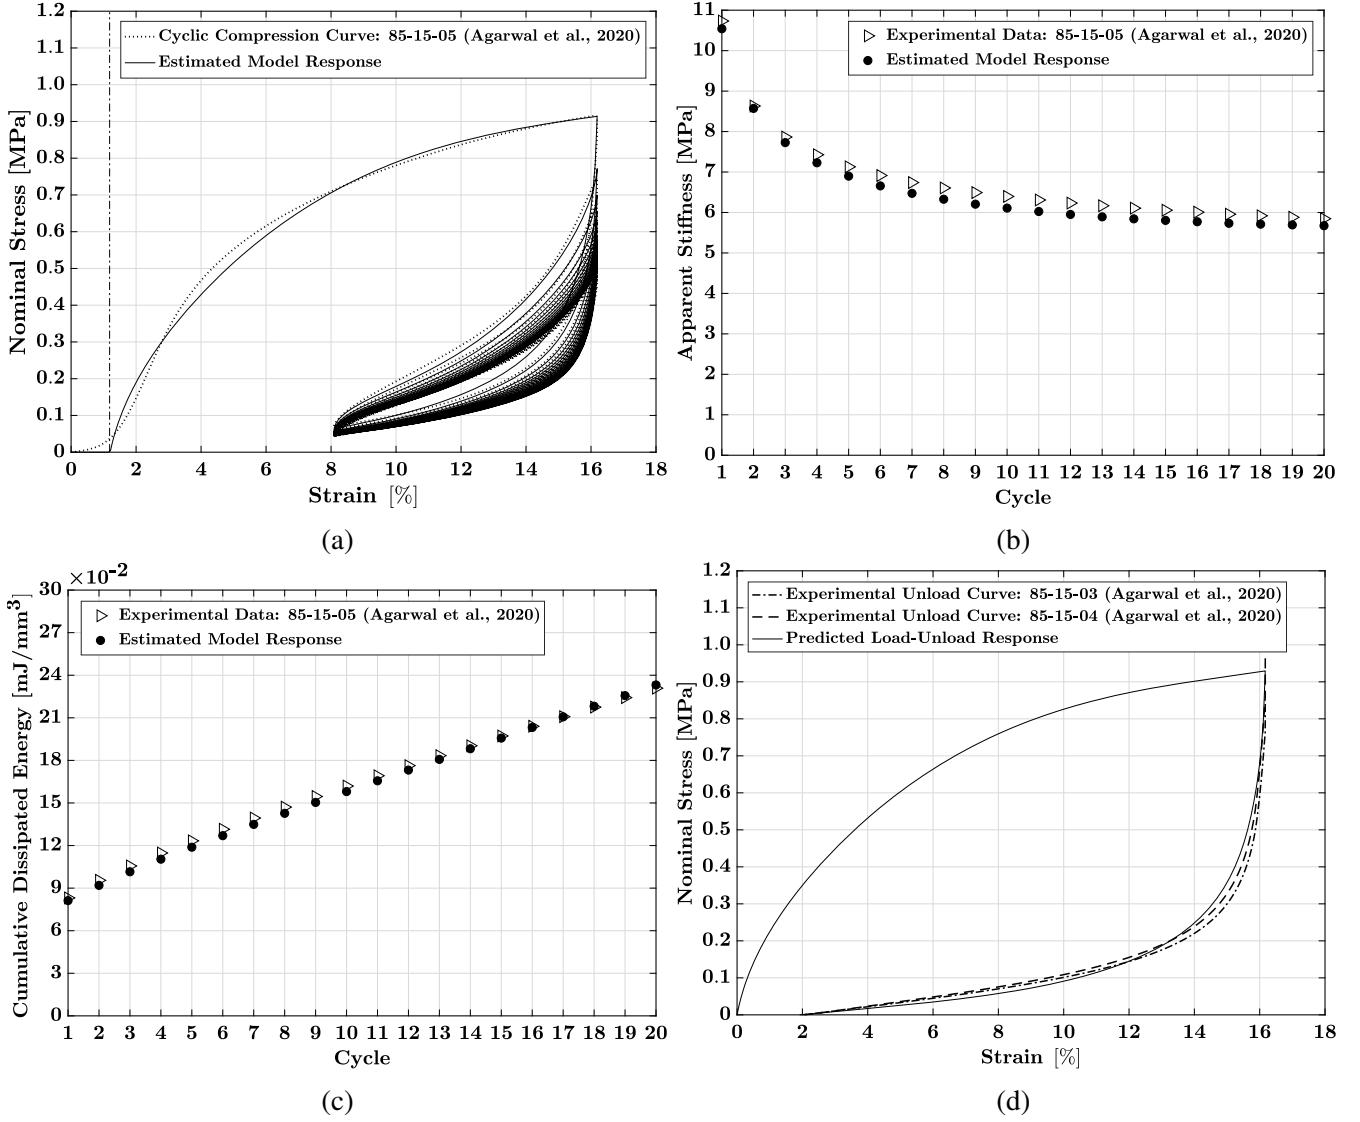 Nominal Stress [MPa]
1.2
1.1
1.0
0.9
0.8
0.7
0.6
0.5
0.4
0.3
0.2
0.1
0
Cyclic Compression Curve: 85-15-05 (Agarwal et al., 2020)
Estimated Model Response
0 2 4 6 8 10 12 14 16 18
Strain [%]
(a)
Apparent Stiffness [MPa]
11
10
9
8
7
6
5
4
3
2
1
0
Experimental Data: 85-15-05 (Agarwal et al., 2020)
Estimated Model Response
1 2 3 4 5 6 7 8 9 10 11 12 13 14 15 16 17 18 19 20
Cycle
(b)
Cumulative Dissipated Energy [mJ/mm³]
×10⁻²
30
27
24
21
18
15
12
9
6
3
0
Experimental Data: 85-15-05 (Agarwal et al., 2020)
Estimated Model Response
1 2 3 4 5 6 7 8 9 10 11 12 13 14 15 16 17 18 19 20
Cycle
(c)
Nominal Stress [MPa]
1.2
1.1
1.0
0.9
0.8
0.7
0.6
0.5
0.4
0.3
0.2
0.1
0
Experimental Unload Curve: 85-15-03 (Agarwal et al., 2020)
Experimental Unload Curve: 85-15-04 (Agarwal et al., 2020)
Predicted Load-Unload Response
0 2 4 6 8 10 12 14 16 18
Strain [%]
(d)